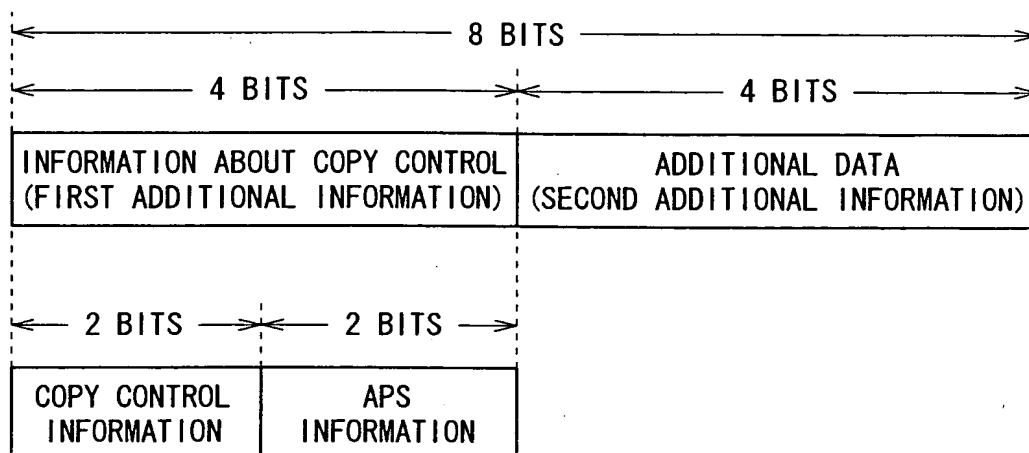 8 BITS
4 BITS 4 BITS
INFORMATION ABOUT COPY CONTROL
(FIRST ADDITIONAL INFORMATION)
ADDITIONAL DATA
(SECOND ADDITIONAL INFORMATION)
2 BITS 2 BITS
COPY CONTROL
INFORMATION
APS
INFORMATION